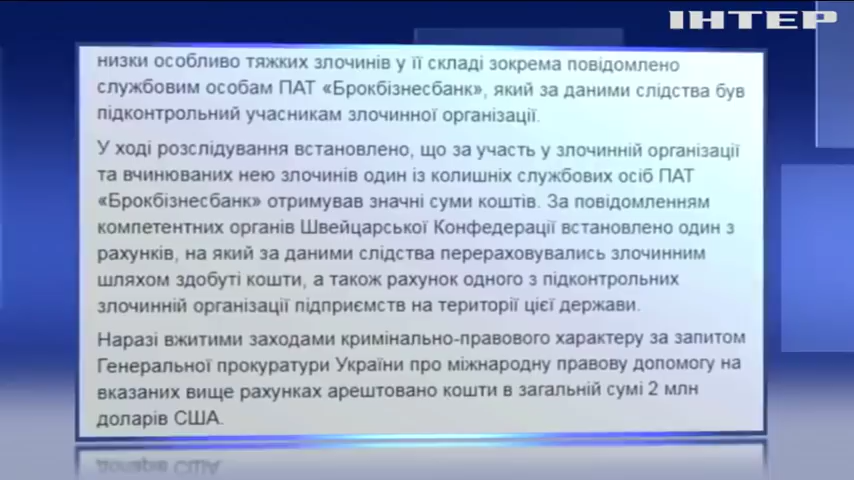 ІНТЕР
низки особливо тяжких злочинів у її складі зокрема повідомлено
службовим особам ПАТ «Брокбізнесбанк», який за даними слідства був
підконтрольний учасникам злочинної організації.
У ході розслідування встановлено, що за участь у злочинній організації
та вчинюваних нею злочинів один із колишніх службових осіб ПАТ
«Брокбізнесбанк» отримував значні суми коштів. За повідомленням
компетентних органів Швейцарської Конфедерації встановлено один з
рахунків, на який за даними слідства перераховувались злочинним
шляхом здобуті кошти, а також рахунок одного з підконтрольних
злочинній організації підприємств на території цієї держави.
Наразі вжитими заходами кримінально-правового характеру за запитом
Генеральної прокуратури України про міжнародну правову допомогу на
вказаних вище рахунках арештовано кошти в загальній сумі 2 млн
доларів США.